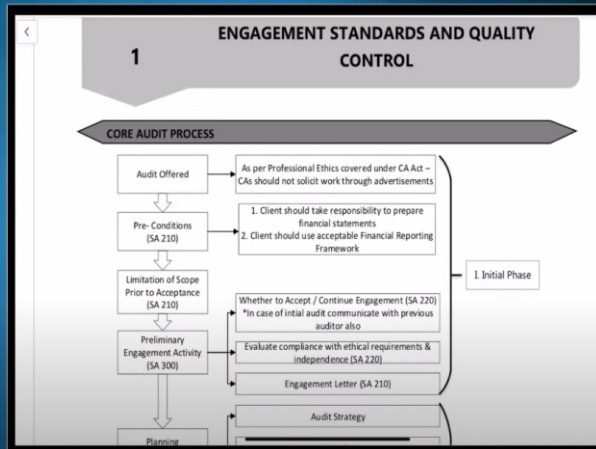 1
ENGAGEMENT STANDARDS AND QUALITY
CONTROL
CORE AUDIT PROCESS
Audit Offered
As per Professional Ethics covered under CA Act –
CAs should not solicit work through advertisements
Pre- Conditions
(SA 210)
1. Client should take responsibility to prepare
financial statements
2. Client should use acceptable Financial Reporting
Framework
Limitation of Scope
Prior to Acceptance
(SA 210)
I. Initial Phase
Preliminary
Engagement Activity
(SA 300)
Whether to Accept / Continue Engagement (SA 220)
*In case of intial audit communicate with previous
auditor also
Evaluate compliance with ethical requirements &
independence (SA 220)
Engagement Letter (SA 210)
Planning
Audit Strategy